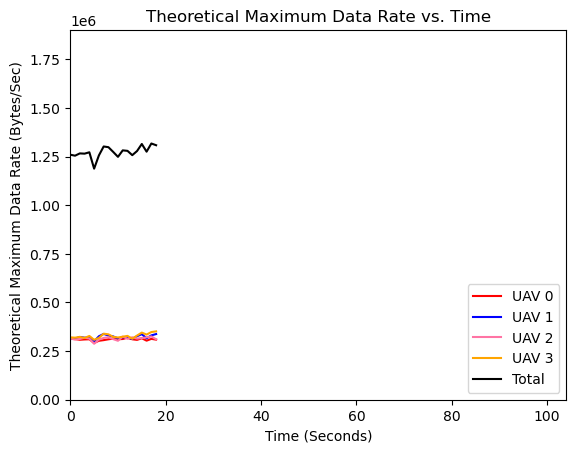 Theoretical Maximum Data Rate vs. Time
1e6
1.75
1.50
1.25
1.00
0.75
0.50
0.25
0.00
Theoretical Maximum Data Rate (Bytes/Sec)
0 20 40 60 80 100
Time (Seconds)
UAV 0
UAV 1
UAV 2
UAV 3
Total